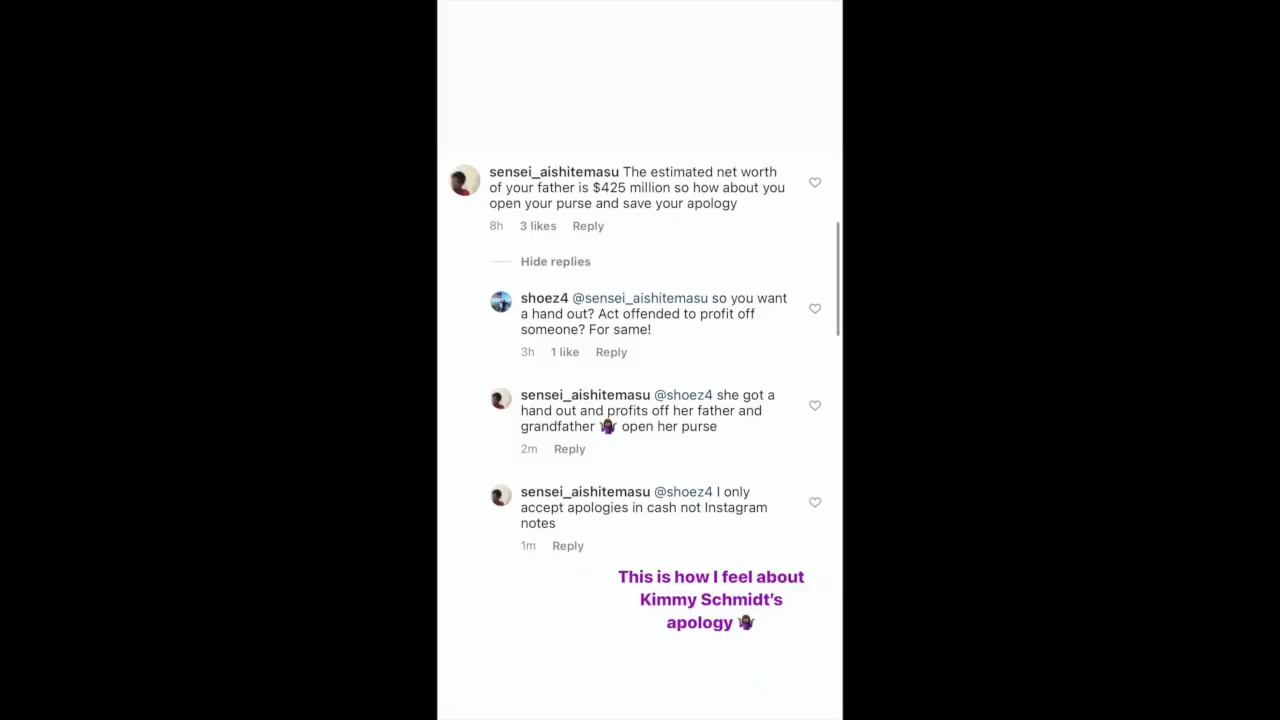 sensei_aishitemasu The estimated net worth
of your father is $425 million so how about you
open your purse and save your apology
8h 3 likes Reply
Hide replies
shoez4 @sensei_aishitemasu so you want
a hand out? Act offended to profit off
someone? For same!
3h 1 like Reply
sensei_aishitemasu @shoez4 she got a
hand out and profits off her father and
grandfather 🤷🏿‍♀️ open her purse
2m Reply
sensei_aishitemasu @shoez4 I only
accept apologies in cash not Instagram
notes
1m Reply
This is how I feel about
Kimmy Schmidt’s
apology 🤷🏿‍♀️